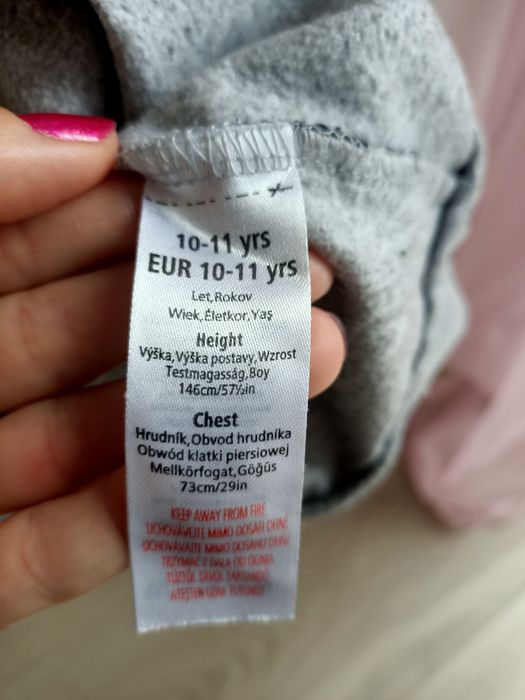 10-11 yrs
EUR 10-11 yrs
Let,Rokov
Wiek,Életkor,Yaş
Height
Výška,Výška postavy,Wzrost
Testmagasság,Boy
146cm/57½in
Chest
Hrudník,Obvod hrudníka
Obwód klatki piersiowej
Mellkőrfogat,Göğüs
73cm/29in
KEEP AWAY FROM FIRE
UCHOVÁVEJTE MIMO DOSAH OHNĚ
UCHOVÁVAJTE MIMO DOSAHU OHŇA
TRZYMAĆ Z DALA OD OGNIA
TŰZTŐL TÁVOL TARTANDÓ
ATEŞTEN UZAK TUTUNUZ